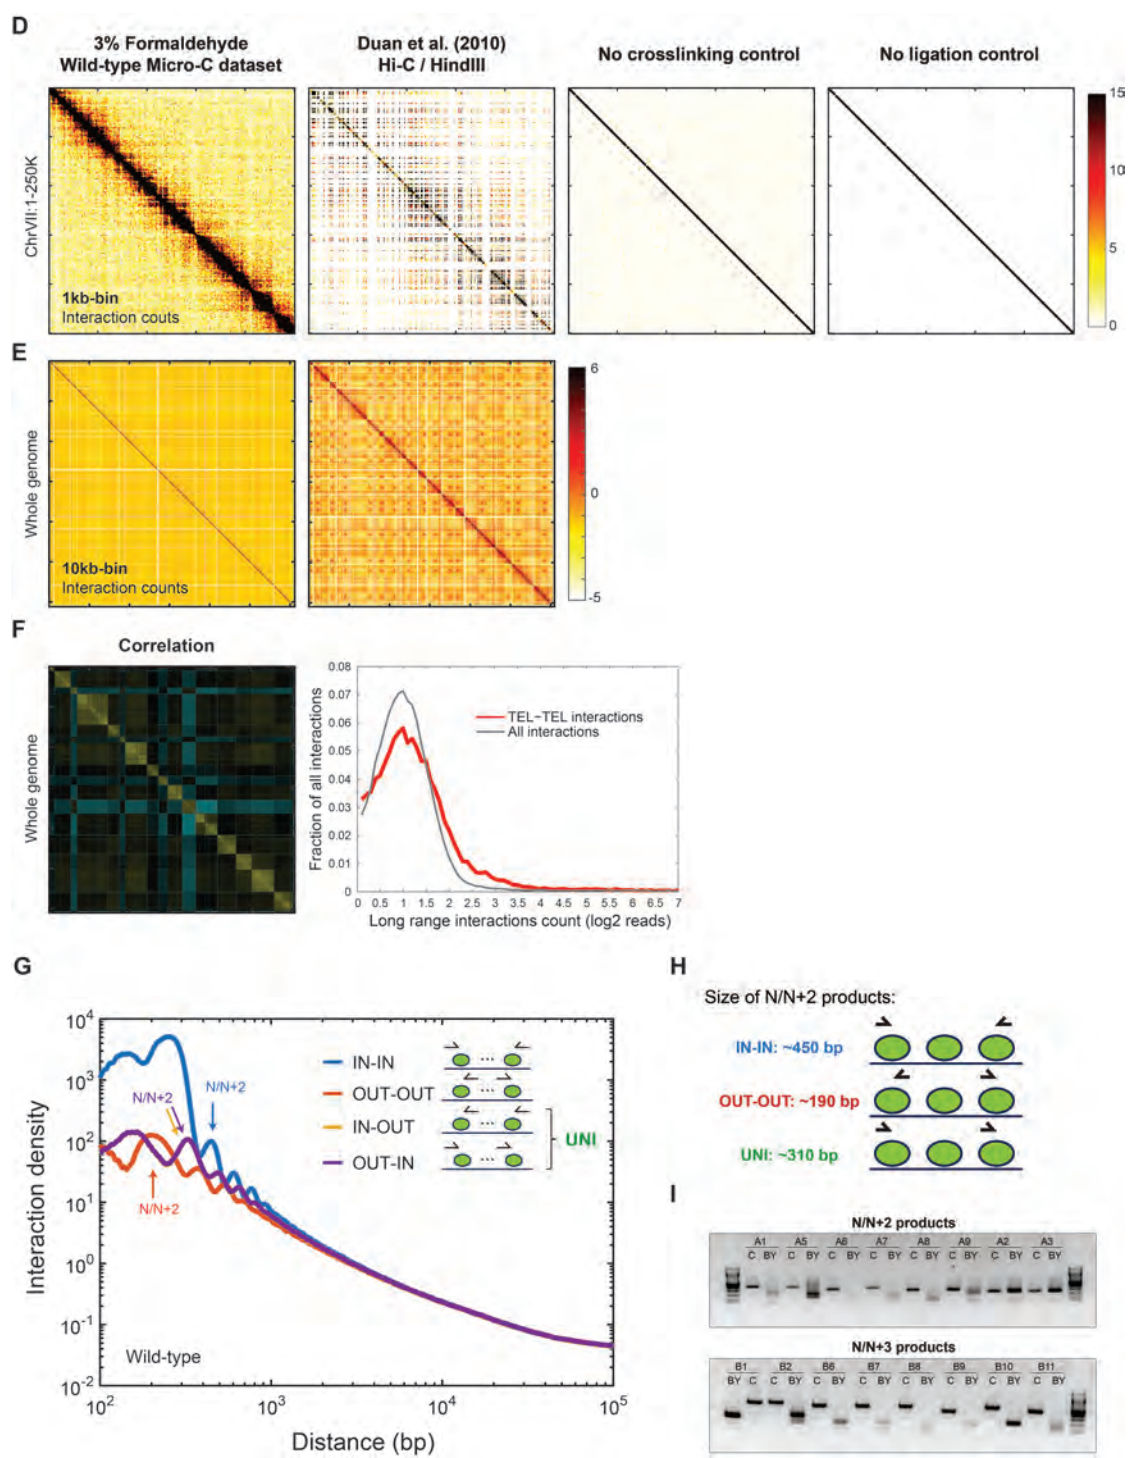 D
3% Formaldehyde
Wild-type Micro-C dataset
Duan et al. (2010)
Hi-C / HindIII
No crosslinking control
No ligation control
ChrVII:1-250K
1kb-bin
Interaction couts
15
10
5
0
E
Whole genome
10kb-bin
Interaction counts
6
0
-5
F
Correlation
Whole genome
Fraction of all interactions
0.08
0.07
0.06
0.05
0.04
0.03
0.02
0.01
0
TEL-TEL interactions
All interactions
0 0.5 1 1.5 2 2.5 3 3.5 4 4.5 5 5.5 6 6.5 7
Long range interactions count (log2 reads)
G
Interaction density
10^4
10^3
10^2
10^1
10^0
10^-1
10^-2
N/N+2
N/N+2
N/N+2
IN-IN
OUT-OUT
IN-OUT
OUT-IN
UNI
Wild-type
10^2 10^3 10^4 10^5
Distance (bp)
H
Size of N/N+2 products:
IN-IN: ~450 bp
OUT-OUT: ~190 bp
UNI: ~310 bp
I
N/N+2 products
A1 A5 A6 A7 A8 A9 A2 A3
C BY C BY C BY C BY C BY C BY C BY C BY
N/N+3 products
B1 B2 B6 B7 B8 B9 B10 B11
BY C C BY C BY C BY C BY C BY C BY C BY